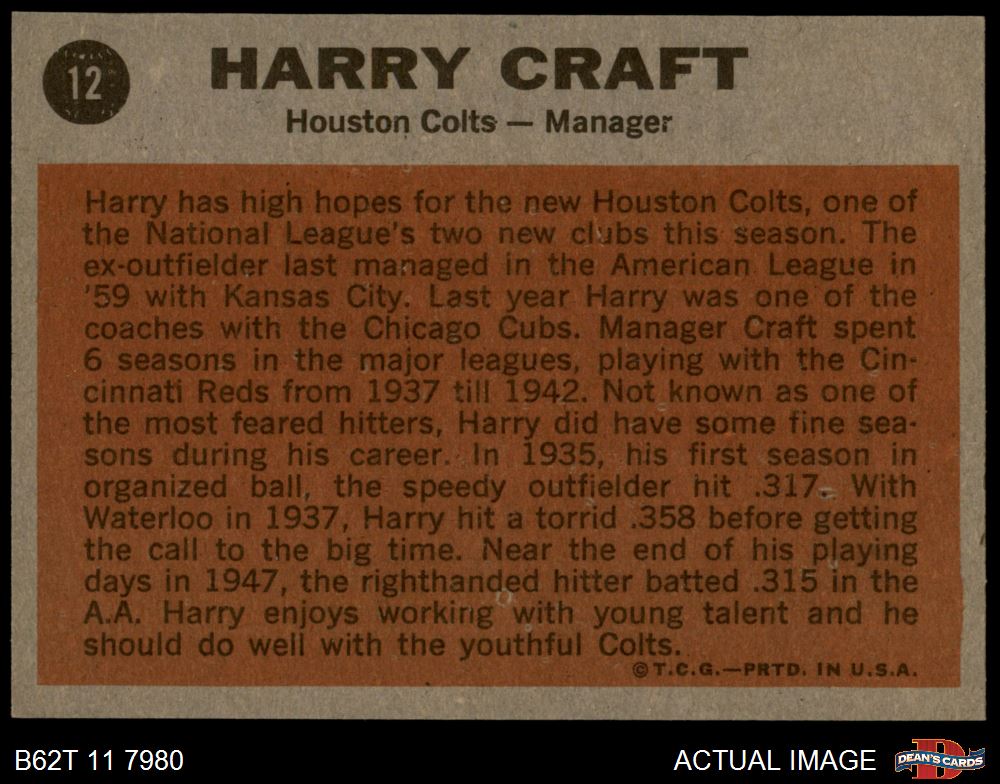 12
HARRY CRAFT
Houston Colts — Manager
Harry has high hopes for the new Houston Colts, one of
the National League's two new clubs this season. The
ex-outfielder last managed in the American League in
'59 with Kansas City. Last year Harry was one of the
coaches with the Chicago Cubs. Manager Craft spent
6 seasons in the major leagues, playing with the Cin-
cinnati Reds from 1937 till 1942. Not known as one of
the most feared hitters, Harry did have some fine sea-
sons during his career. In 1935, his first season in
organized ball, the speedy outfielder hit .317. With
Waterloo in 1937, Harry hit a torrid .358 before getting
the call to the big time. Near the end of his playing
days in 1947, the righthanded hitter batted .315 in the
A.A. Harry enjoys working with young talent and he
should do well with the youthful Colts.
©T.C.G.—PRTD. IN U.S.A.
B62T 11 7980
ACTUAL IMAGE
DEAN'S CARDS